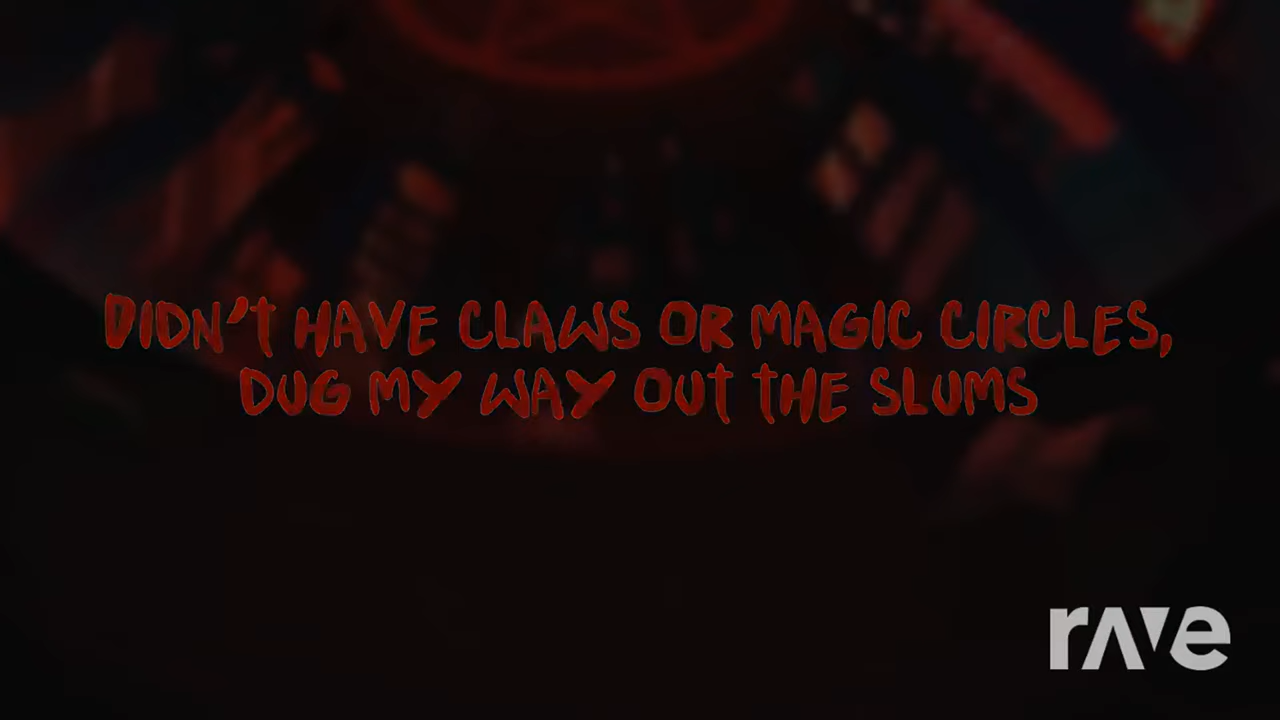 DIDN'T HAVE CLAWS OR MAGIC CIRCLES,
DUG MY WAY OUT THE SLUMS
rave